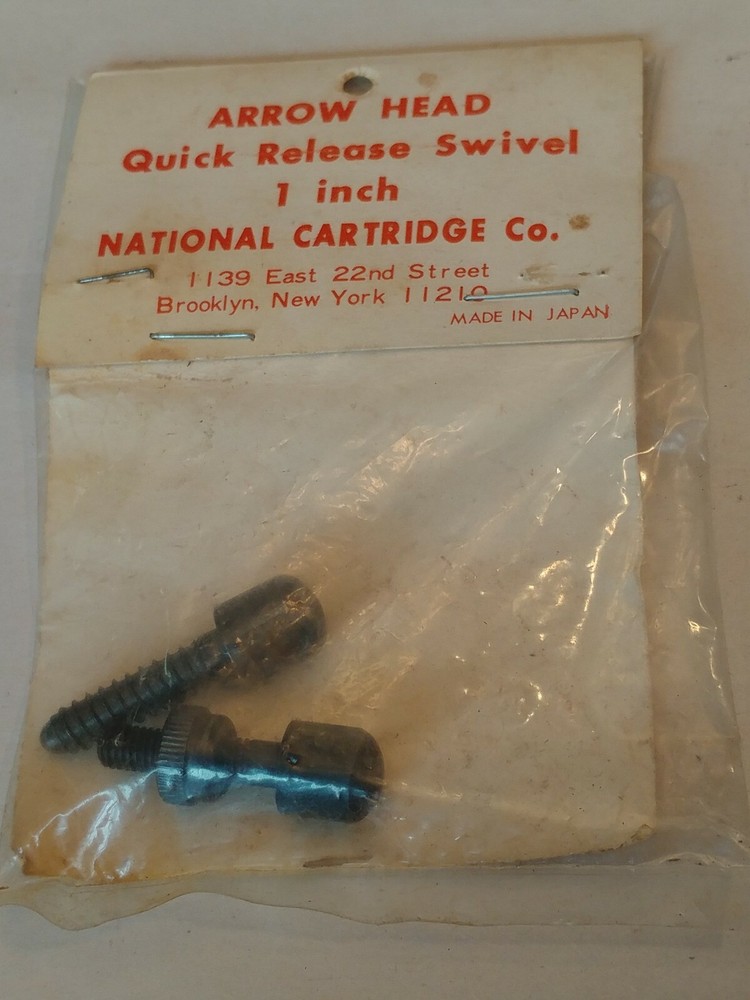 ARROW HEAD
Quick Release Swivel
1 inch
NATIONAL CARTRIDGE Co.
1139 East 22nd Street
Brooklyn, New York 11210
MADE IN JAPAN